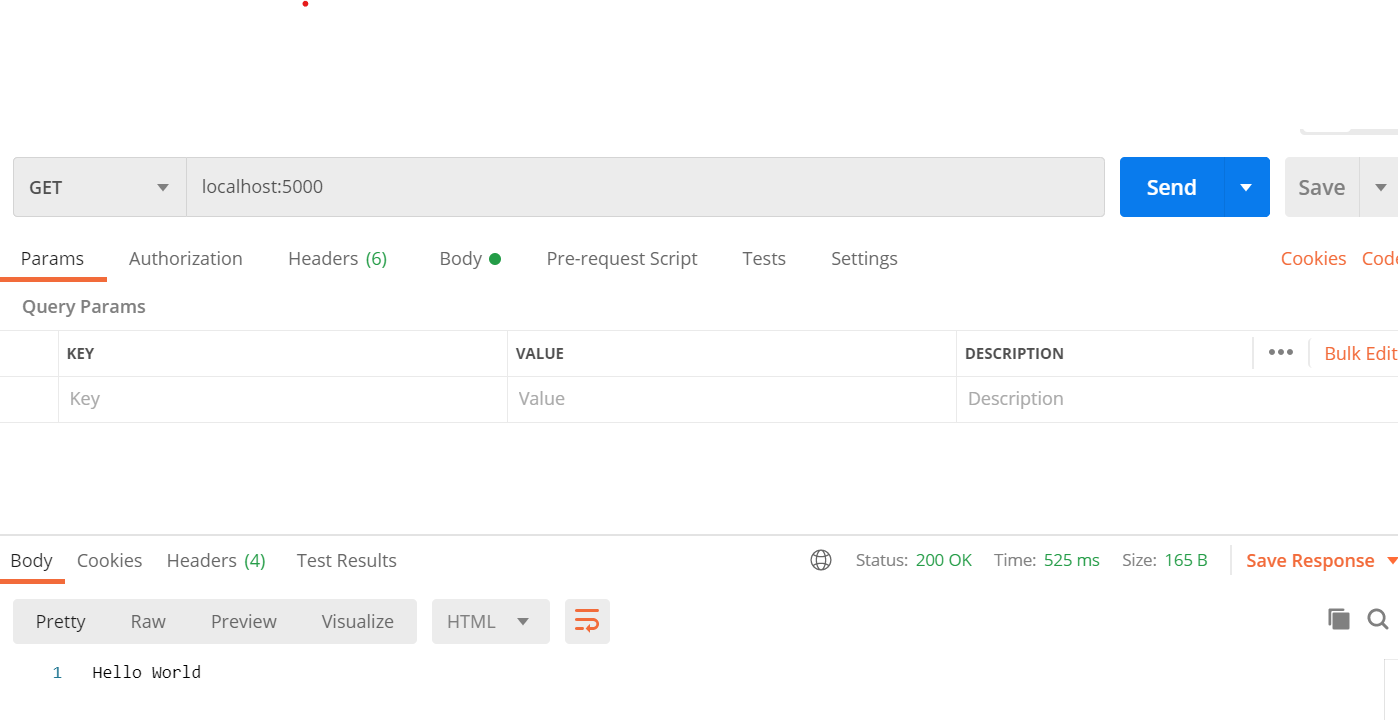 GET localhost:5000 Send Save
Params Authorization Headers (6) Body Pre-request Script Tests Settings Cookies Code
Query Params
KEY VALUE DESCRIPTION ••• Bulk Edit
Key Value Description
Body Cookies Headers (4) Test Results Status: 200 OK Time: 525 ms Size: 165 B Save Response
Pretty Raw Preview Visualize HTML
1 Hello World